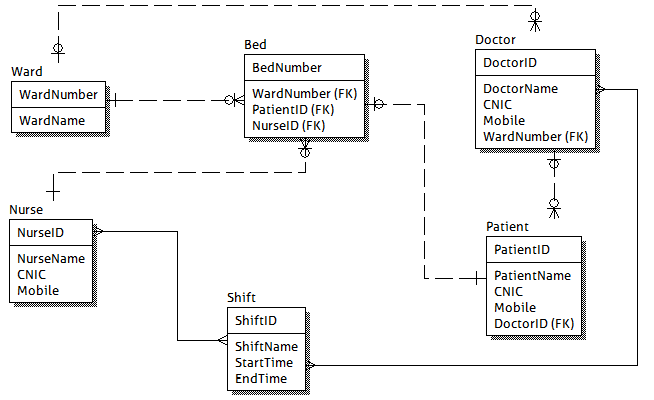 Ward
WardNumber
WardName
Bed
BedNumber
WardNumber (FK)
PatientID (FK)
NurseID (FK)
Doctor
DoctorID
DoctorName
CNIC
Mobile
WardNumber (FK)
Nurse
NurseID
NurseName
CNIC
Mobile
Patient
PatientID
PatientName
CNIC
Mobile
DoctorID (FK)
Shift
ShiftID
ShiftName
StartTime
EndTime